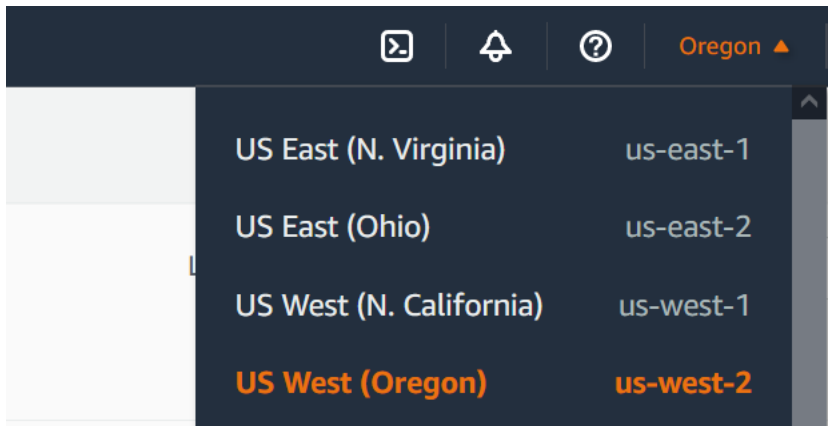 Oregon
US East (N. Virginia) us-east-1
US East (Ohio) us-east-2
US West (N. California) us-west-1
US West (Oregon) us-west-2